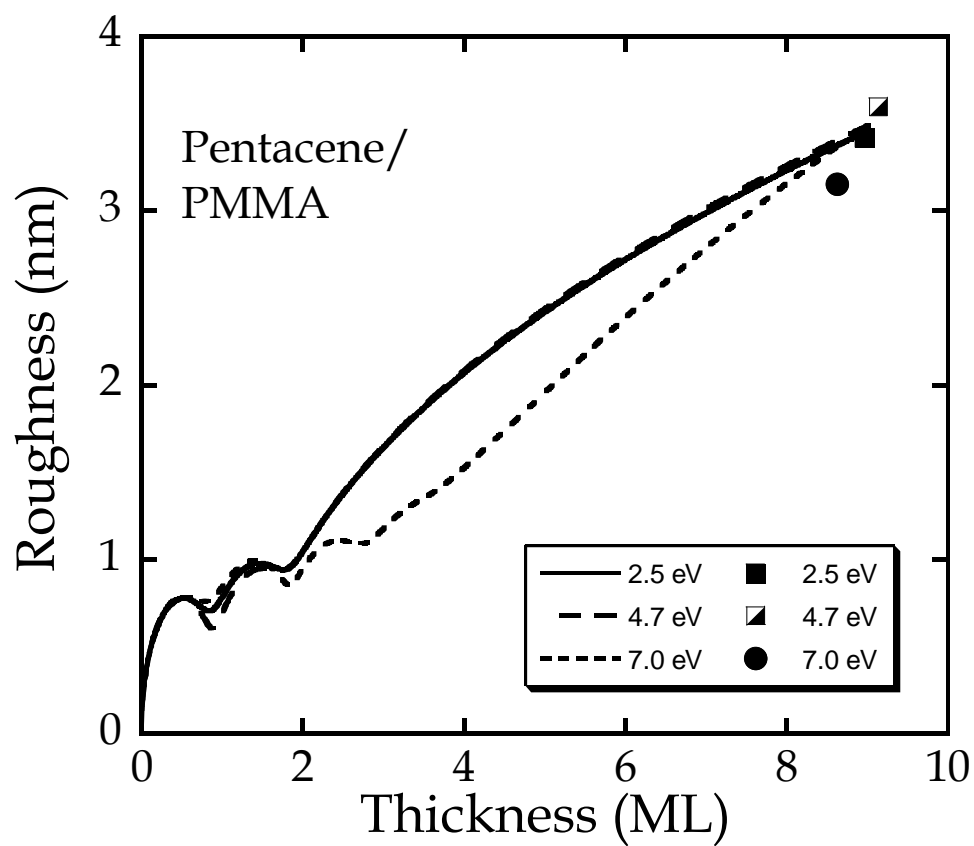 4
Pentacene/
PMMA
3
Roughness (nm)
2
1
2.5 eV 2.5 eV
4.7 eV 4.7 eV
7.0 eV 7.0 eV
0
0 2 4 6 8 10
Thickness (ML)